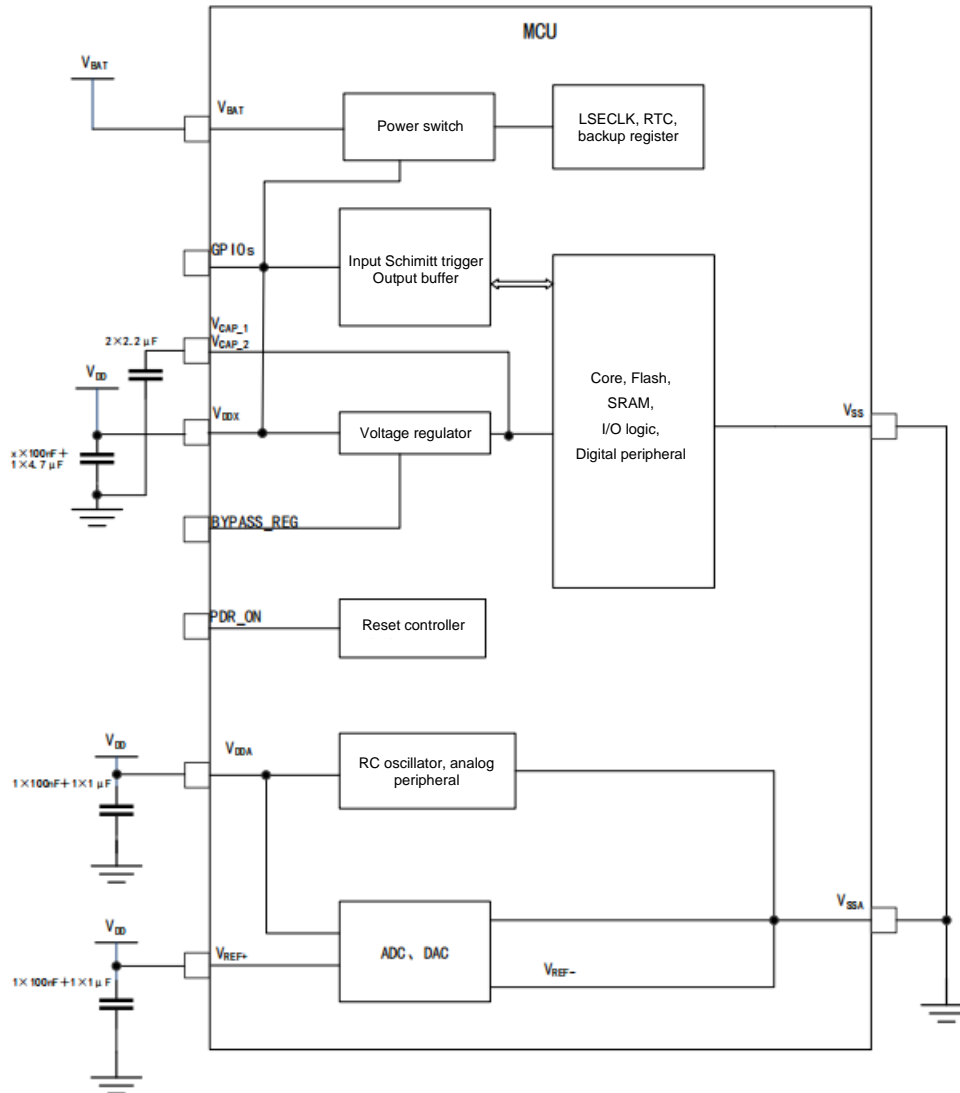 MCU
VBAT
VBAT
Power switch
LSECLK, RTC,
backup register
GPIOs
Input Schimitt trigger
Output buffer
VCAP_1
VCAP_2
2×2.2μF
VDD
VDDX
Voltage regulator
Core, Flash,
SRAM,
I/O logic,
Digital peripheral
VSS
x×100nF+
1×4.7μF
BYPASS_REG
PDR_ON
Reset controller
VDD
VDDA
1×100nF+1×1μF
RC oscillator, analog
peripheral
VDD
VREF+
1×100nF+1×1μF
ADC、DAC
VREF-
VSSA